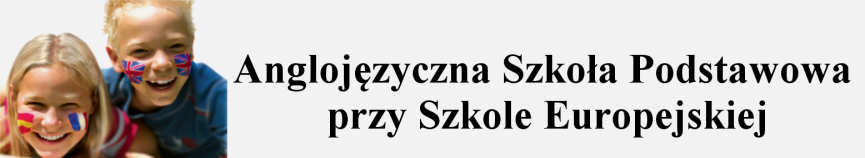 Anglojęzyczna Szkoła Podstawowa
przy Szkole Europejskiej